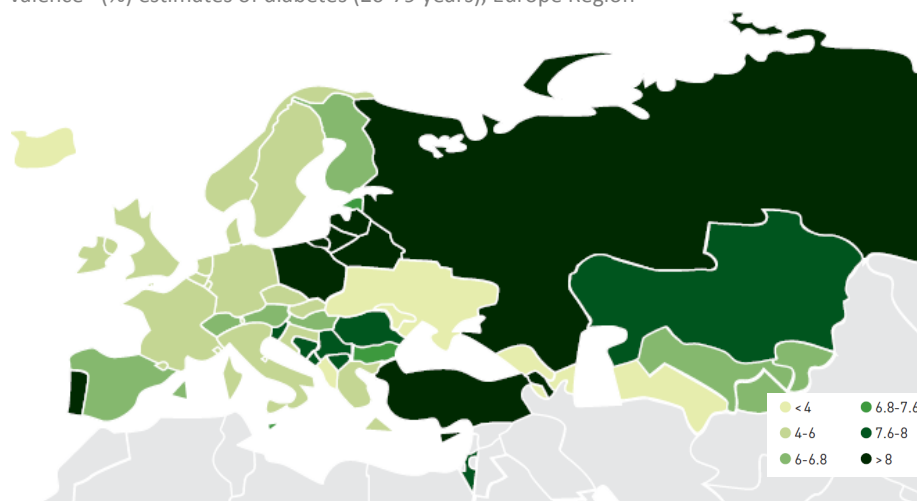 valence* (%) estimates of diabetes (20-79 years), Europe Region
<4 6.8-7.6
4-6 7.6-8
6-6.8 >8